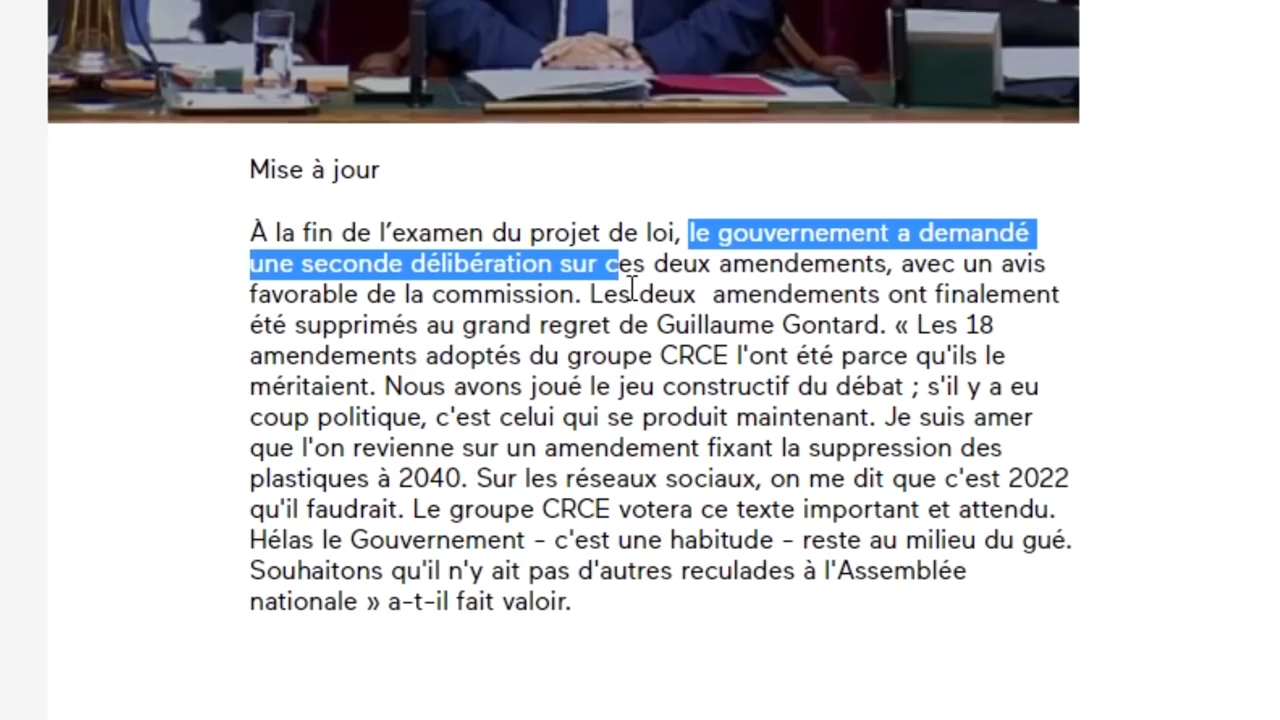 Mise à jour
À la fin de l’examen du projet de loi, le gouvernement a demandé
une seconde délibération sur ces deux amendements, avec un avis
favorable de la commission. Les deux  amendements ont finalement
été supprimés au grand regret de Guillaume Gontard. « Les 18
amendements adoptés du groupe CRCE l'ont été parce qu'ils le
méritaient. Nous avons joué le jeu constructif du débat ; s'il y a eu
coup politique, c'est celui qui se produit maintenant. Je suis amer
que l'on revienne sur un amendement fixant la suppression des
plastiques à 2040. Sur les réseaux sociaux, on me dit que c'est 2022
qu'il faudrait. Le groupe CRCE votera ce texte important et attendu.
Hélas le Gouvernement - c'est une habitude - reste au milieu du gué.
Souhaitons qu'il n'y ait pas d'autres reculades à l'Assemblée
nationale » a-t-il fait valoir.